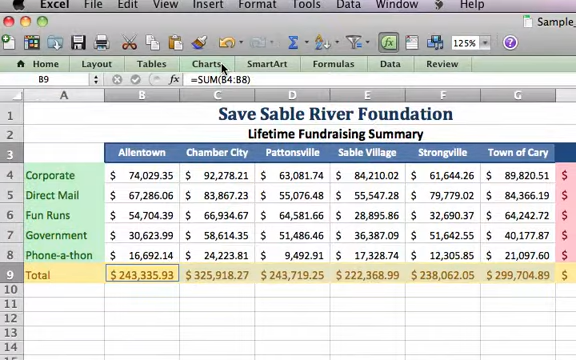 File Edit View Insert Format Tools Data Window Help
Sample_
125%
fx
Home Layout Tables Charts SmartArt Formulas Data Review
B9 fx =SUM(B4:B8)
A B C D E F G
1 Save Sable River Foundation
2 Lifetime Fundraising Summary
3 Allentown Chamber City Pattonsville Sable Village Strongville Town of Cary
4 Corporate $ 74,029.35 $ 92,278.21 $ 63,081.74 $ 84,210.02 $ 61,644.26 $ 89,820.51 $
5 Direct Mail $ 67,286.06 $ 83,867.23 $ 55,076.48 $ 55,547.28 $ 79,779.02 $ 84,366.19 $
6 Fun Runs $ 54,704.39 $ 66,934.67 $ 64,581.66 $ 28,895.86 $ 32,690.37 $ 64,242.72 $
7 Government $ 30,623.99 $ 58,614.35 $ 51,486.46 $ 36,387.09 $ 51,642.55 $ 40,177.87 $
8 Phone-a-thon $ 16,692.14 $ 24,223.81 $ 9,492.91 $ 17,328.74 $ 12,305.85 $ 21,097.60 $
9 Total $ 243,335.93 $ 325,918.27 $ 243,719.25 $ 222,368.99 $ 238,062.05 $ 299,704.89 $
10
11
12
13
14